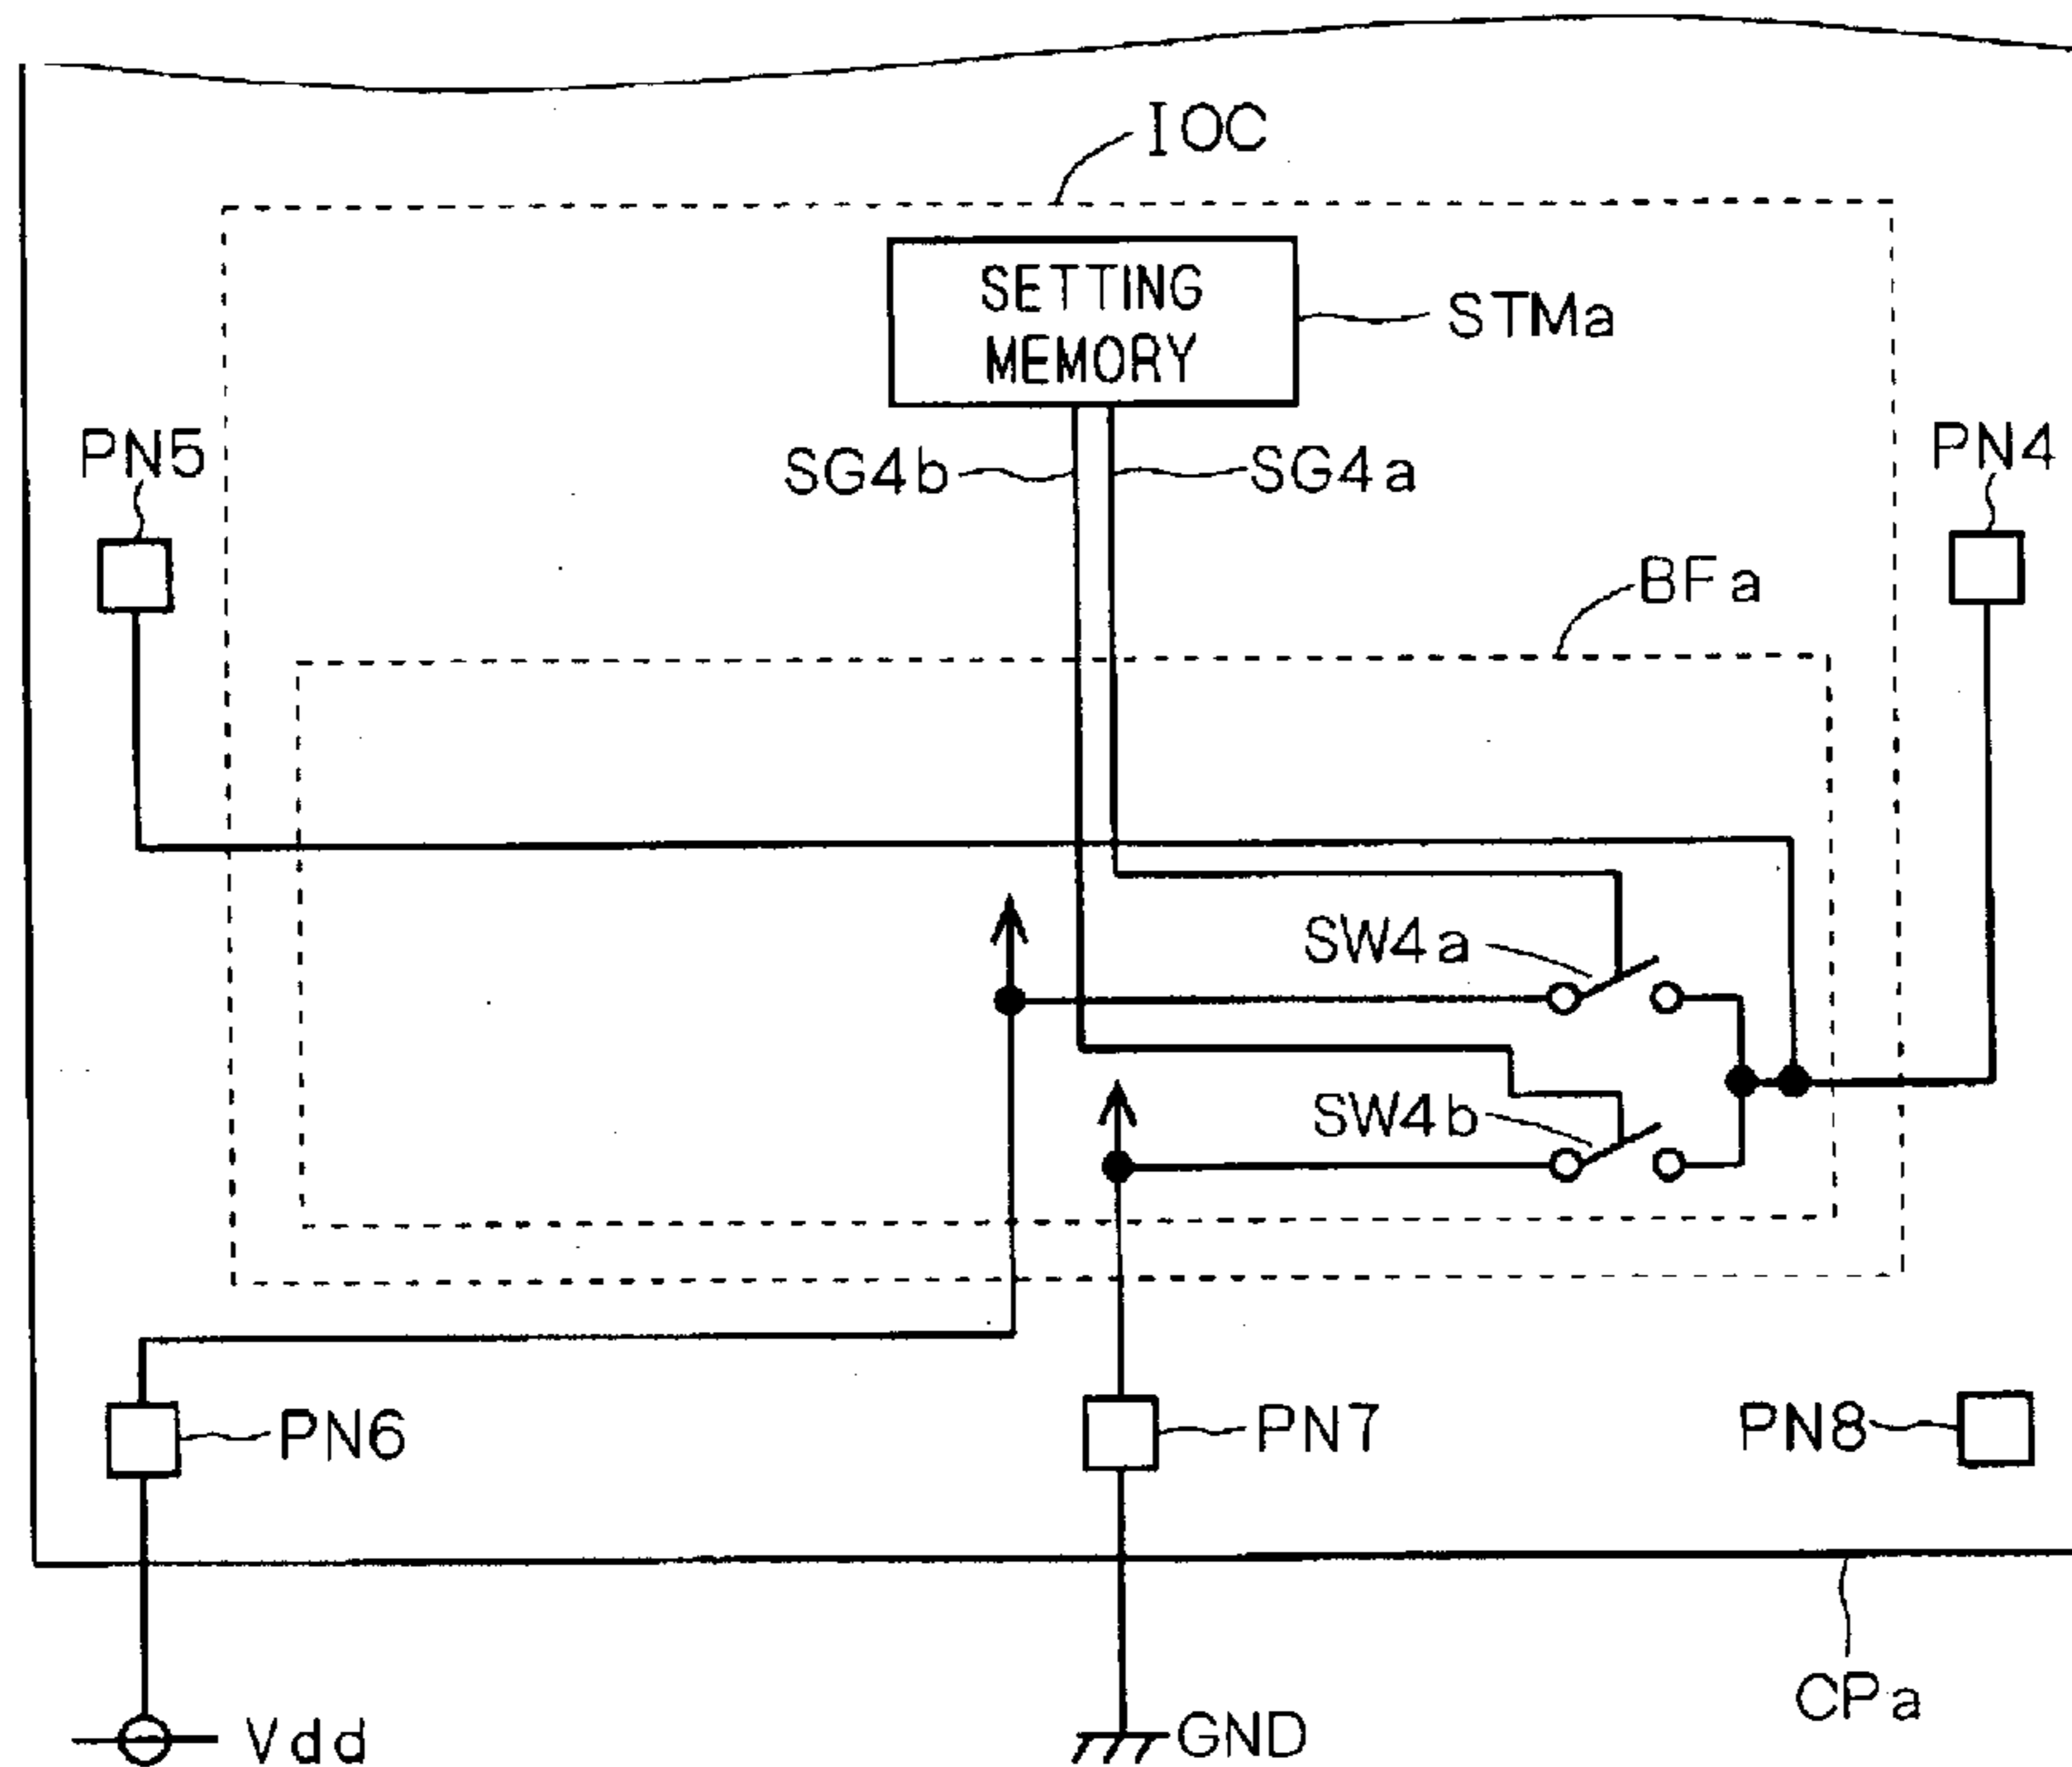 IOC
SETTING
MEMORY
STMa
PN5
SG4b
SG4a
PN4
BFa
SW4a
SW4b
PN6
PN7
PN8
CPa
Vdd
GND